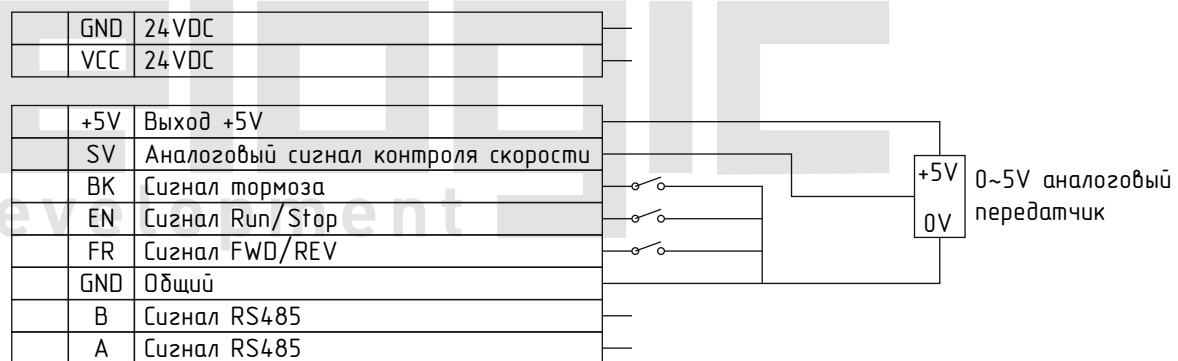 GND 24VDC
VCC 24VDC
+5V Выход +5V
SV Аналоговый сигнал контроля скорости
BK Сигнал тормоза
EN Сигнал Run/Stop
FR Сигнал FWD/REV
GND Общий
B Сигнал RS485
A Сигнал RS485
+5V
0V
0~5V аналоговый
передатчик
evelopment